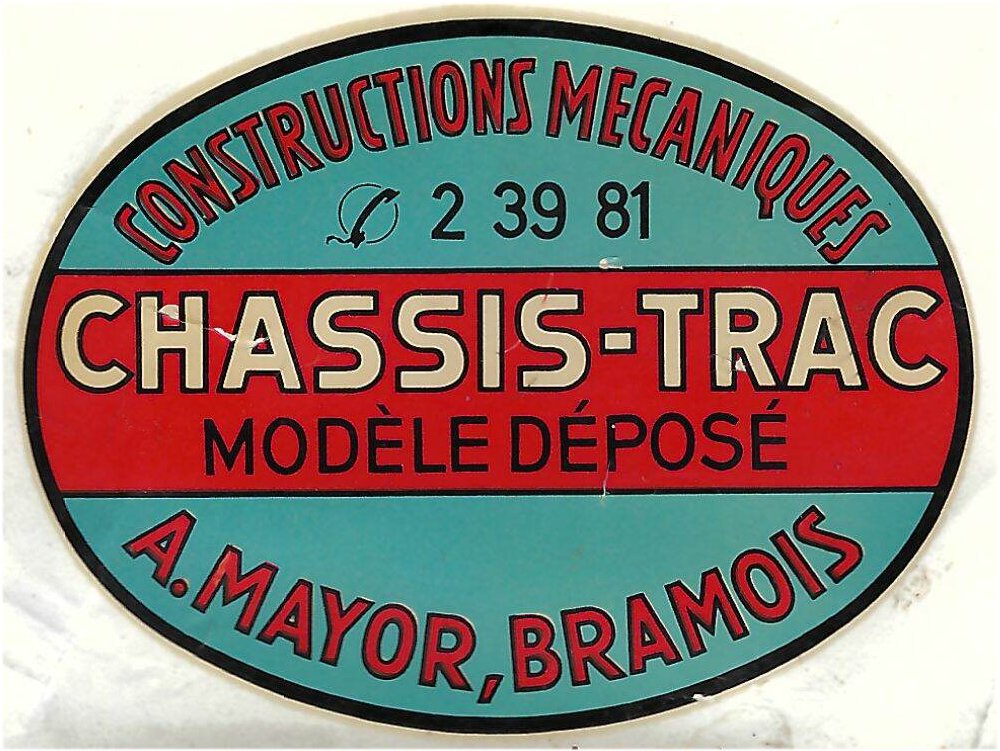 CONSTRUCTIONS MECANIQUES
2 39 81
CHASSIS-TRAC
MODÈLE DÉPOSÉ
A. MAYOR, BRAMOIS